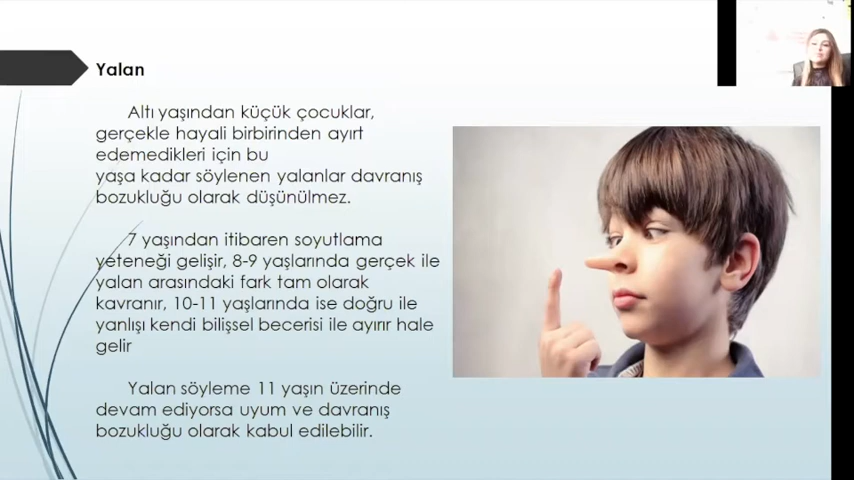 Yalan
Altı yaşından küçük çocuklar,
gerçekle hayali birbirinden ayırt
edemedikleri için bu
yaşa kadar söylenen yalanlar davranış
bozukluğu olarak düşünülmez.
7 yaşından itibaren soyutlama
yeteneği gelişir, 8-9 yaşlarında gerçek ile
yalan arasındaki fark tam olarak
kavranır, 10-11 yaşlarında ise doğru ile
yanlışı kendi bilişsel becerisi ile ayırır hale
gelir
Yalan söyleme 11 yaşın üzerinde
devam ediyorsa uyum ve davranış
bozukluğu olarak kabul edilebilir.